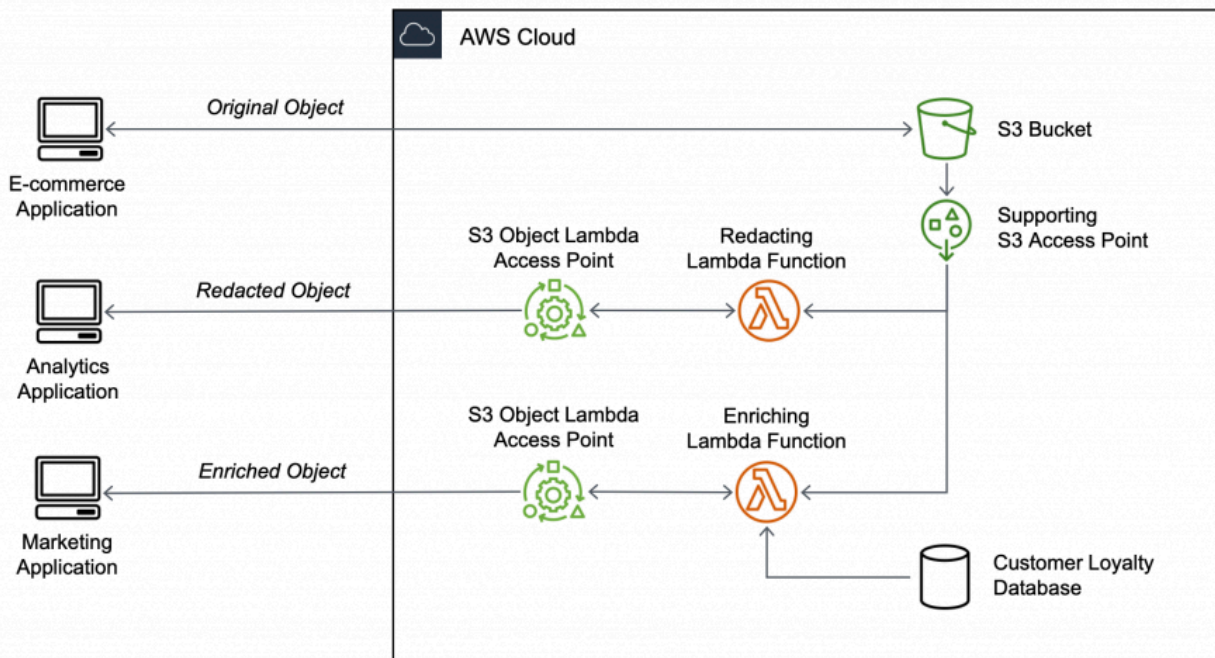 AWS Cloud
Original Object
S3 Bucket
E-commerce
Application
Supporting
S3 Access Point
S3 Object Lambda
Access Point
Redacting
Lambda Function
Redacted Object
Analytics
Application
S3 Object Lambda
Access Point
Enriching
Lambda Function
Enriched Object
Marketing
Application
Customer Loyalty
Database